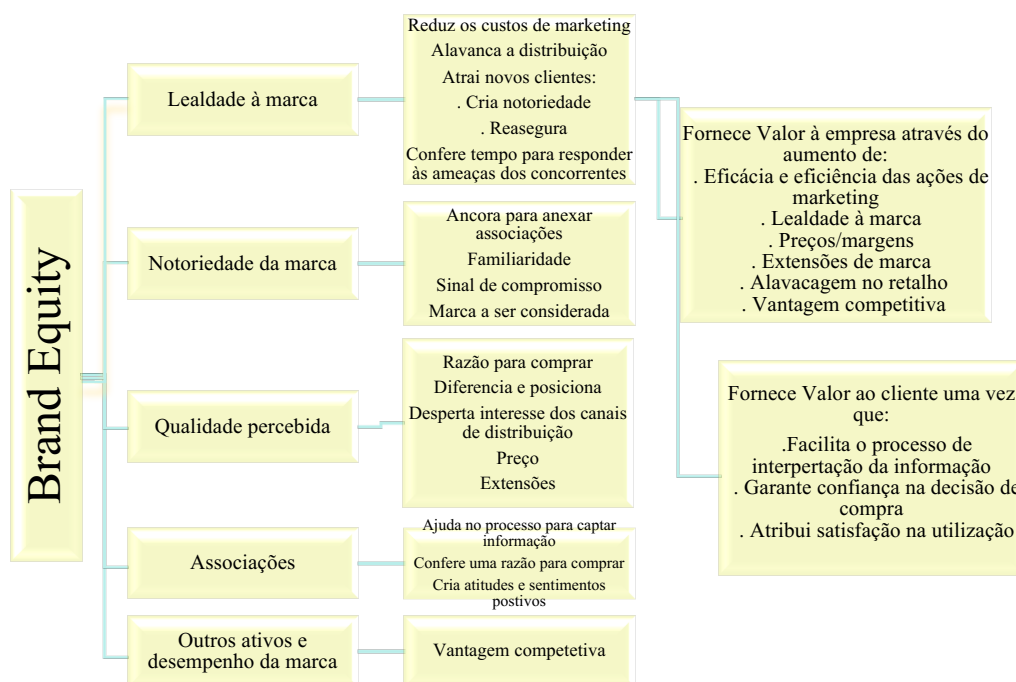 Brand Equity
Lealdade à marca
Reduz os custos de marketing
Alavanca a distribuição
Atrai novos clientes:
. Cria notoriedade
. Reasegura
Confere tempo para responder
às ameaças dos concorrentes
Notoriedade da marca
Ancora para anexar
associações
Familiaridade
Sinal de compromisso
Marca a ser considerada
Qualidade percebida
Razão para comprar
Diferencia e posiciona
Desperta interesse dos canais
de distribuição
Preço
Extensões
Associações
Ajuda no processo para captar
informação
Confere uma razão para comprar
Cria atitudes e sentimentos
postivos
Outros ativos e
desempenho da marca
Vantagem competetiva
Fornece Valor à empresa através do
aumento de:
. Eficácia e eficiência das ações de
marketing
. Lealdade à marca
. Preços/margens
. Extensões de marca
. Alavacagem no retalho
. Vantagem competitiva
Fornece Valor ao cliente uma vez
que:
.Facilita o processo de
interpertação da informação
. Garante confiança na decisão de
compra
. Atribui satisfação na utilização